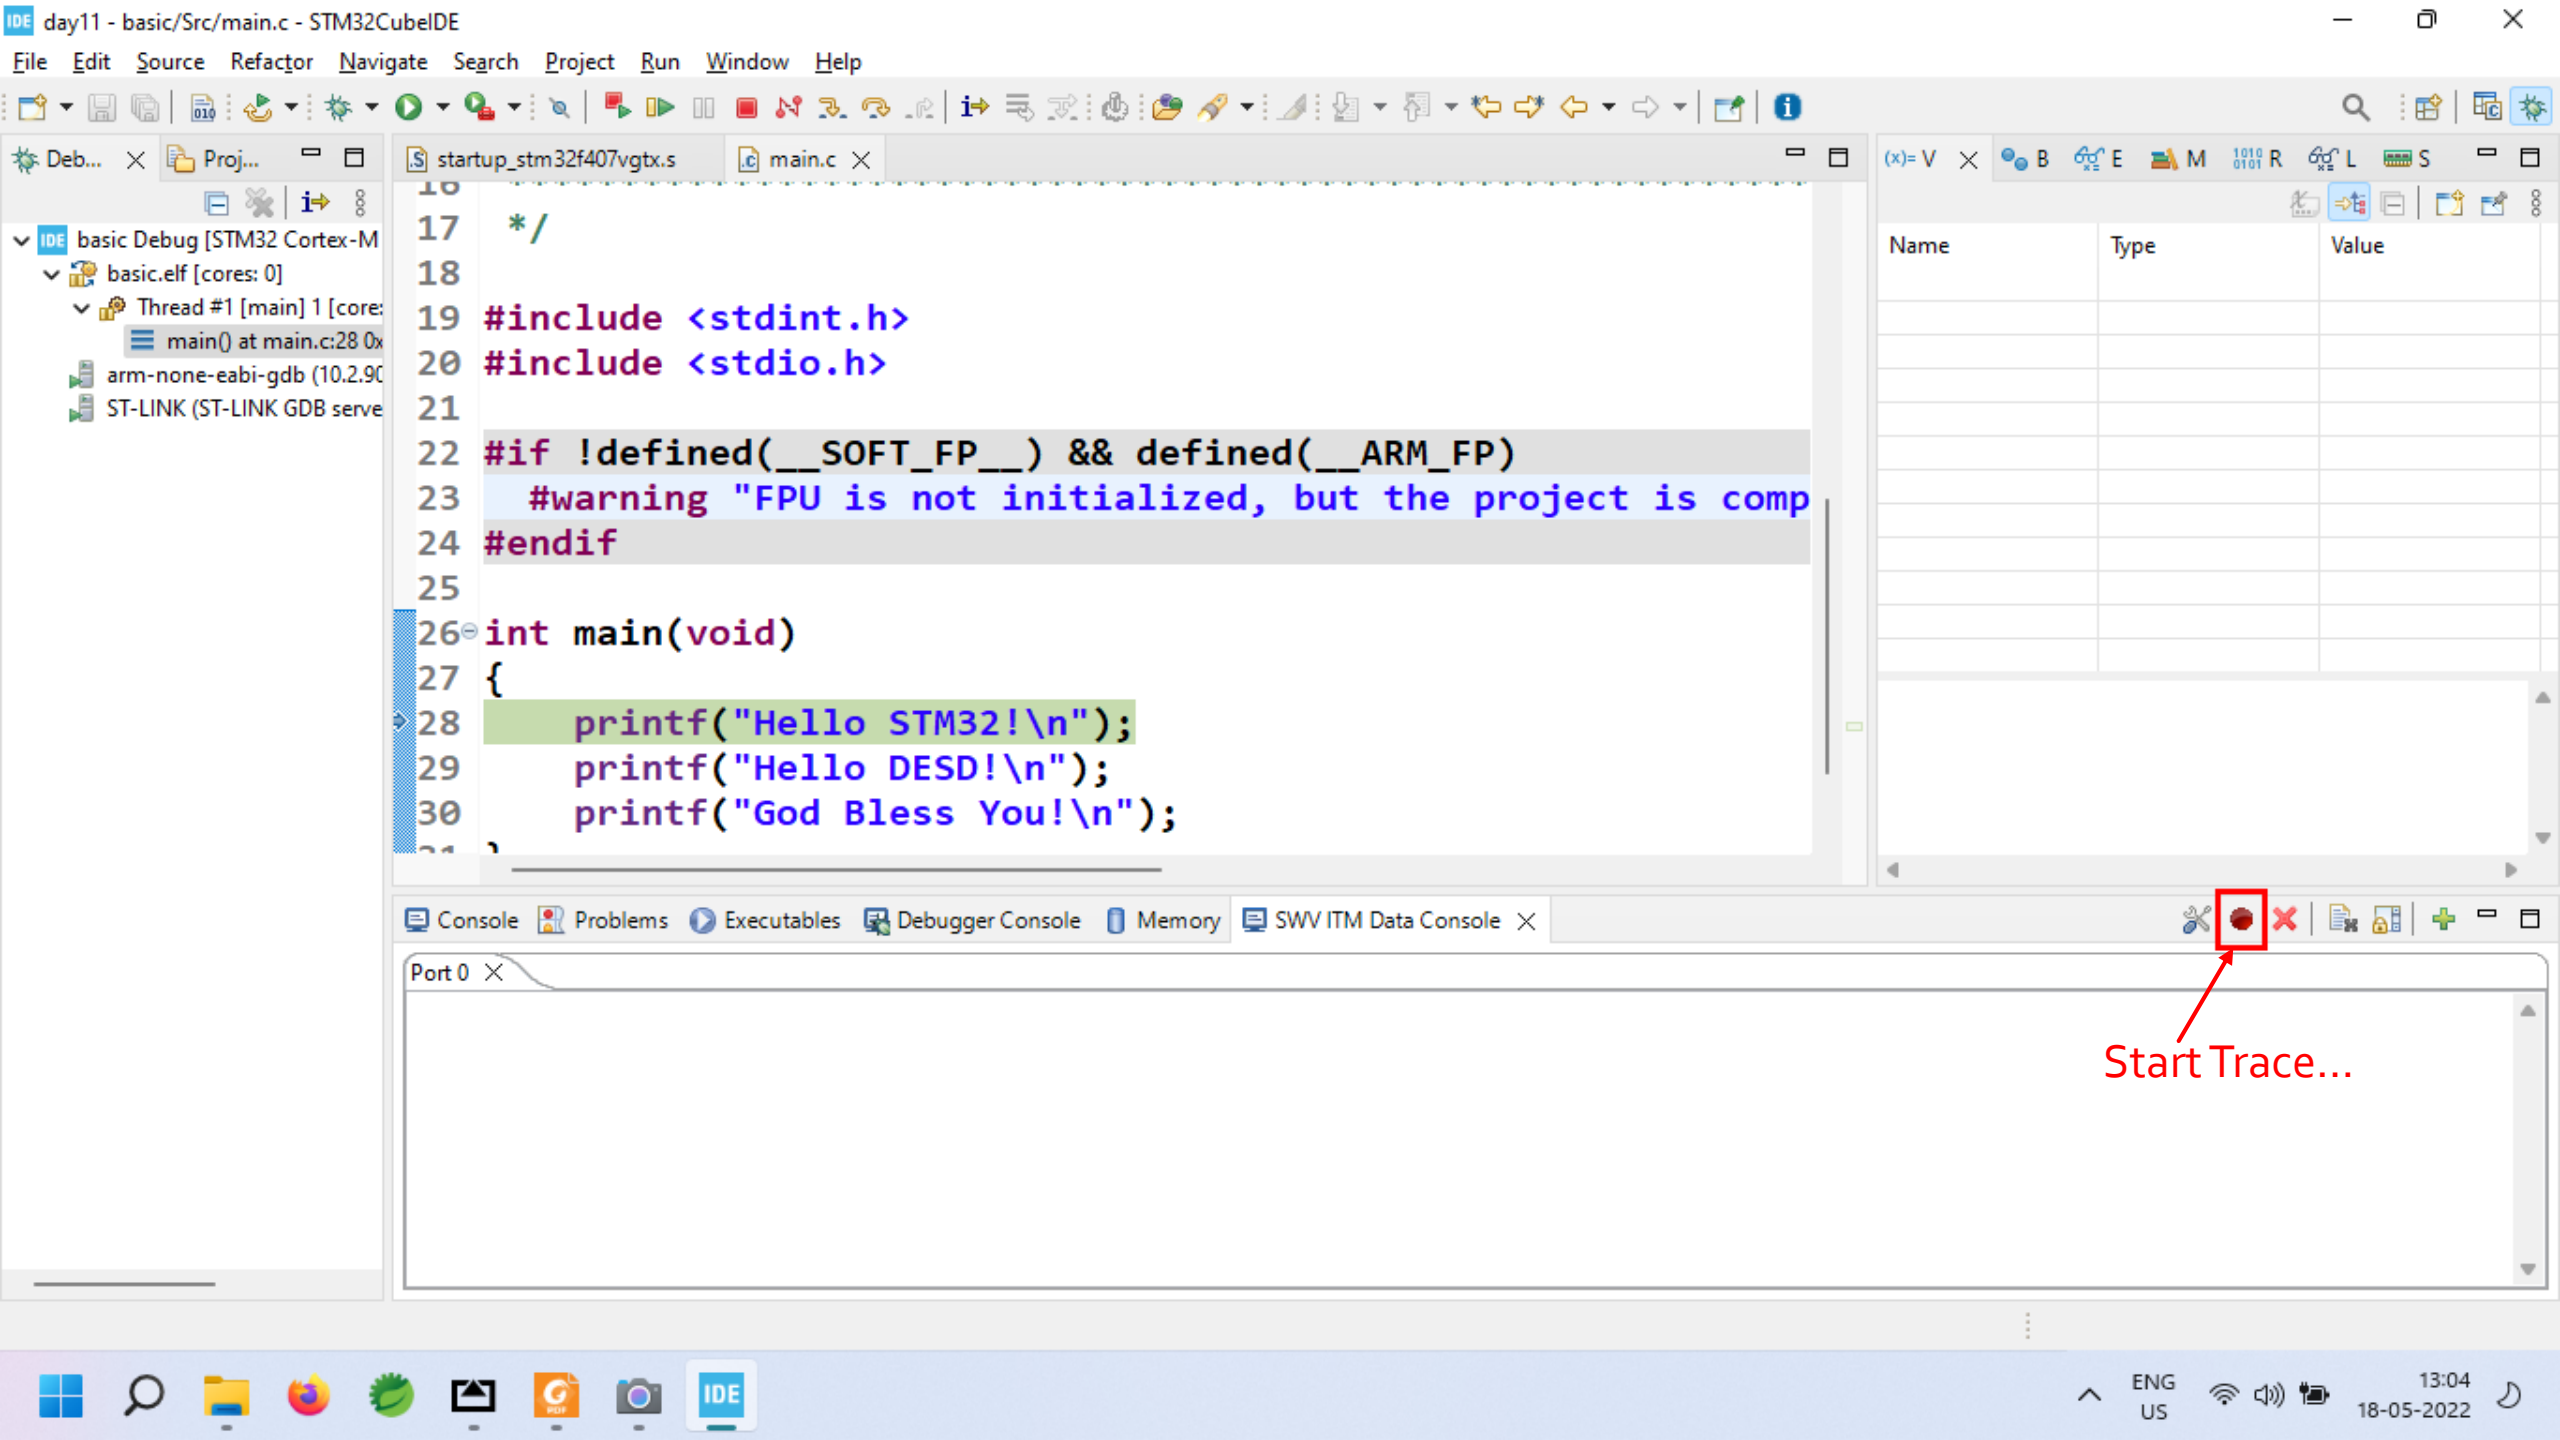 IDE day11 - basic/Src/main.c - STM32CubeIDE
File Edit Source Refactor Navigate Search Project Run Window Help
Deb... Proj...
basic Debug [STM32 Cortex-M
basic.elf [cores: 0]
Thread #1 [main] 1 [core:
main() at main.c:28 0x
arm-none-eabi-gdb (10.2.90
ST-LINK (ST-LINK GDB serve
startup_stm32f407vgtx.s main.c
16
17 */
18
19 #include <stdint.h>
20 #include <stdio.h>
21
22 #if !defined(__SOFT_FP__) && defined(__ARM_FP)
23 #warning "FPU is not initialized, but the project is comp
24 #endif
25
26 int main(void)
27 {
28 printf("Hello STM32!\n");
29 printf("Hello DESD!\n");
30 printf("God Bless You!\n");
31 }
(x)= V B E M 1010 0101 R L S
Name Type Value
Console Problems Executables Debugger Console Memory SWV ITM Data Console
Port 0
Start Trace...
IDE
ENG
US
13:04
18-05-2022